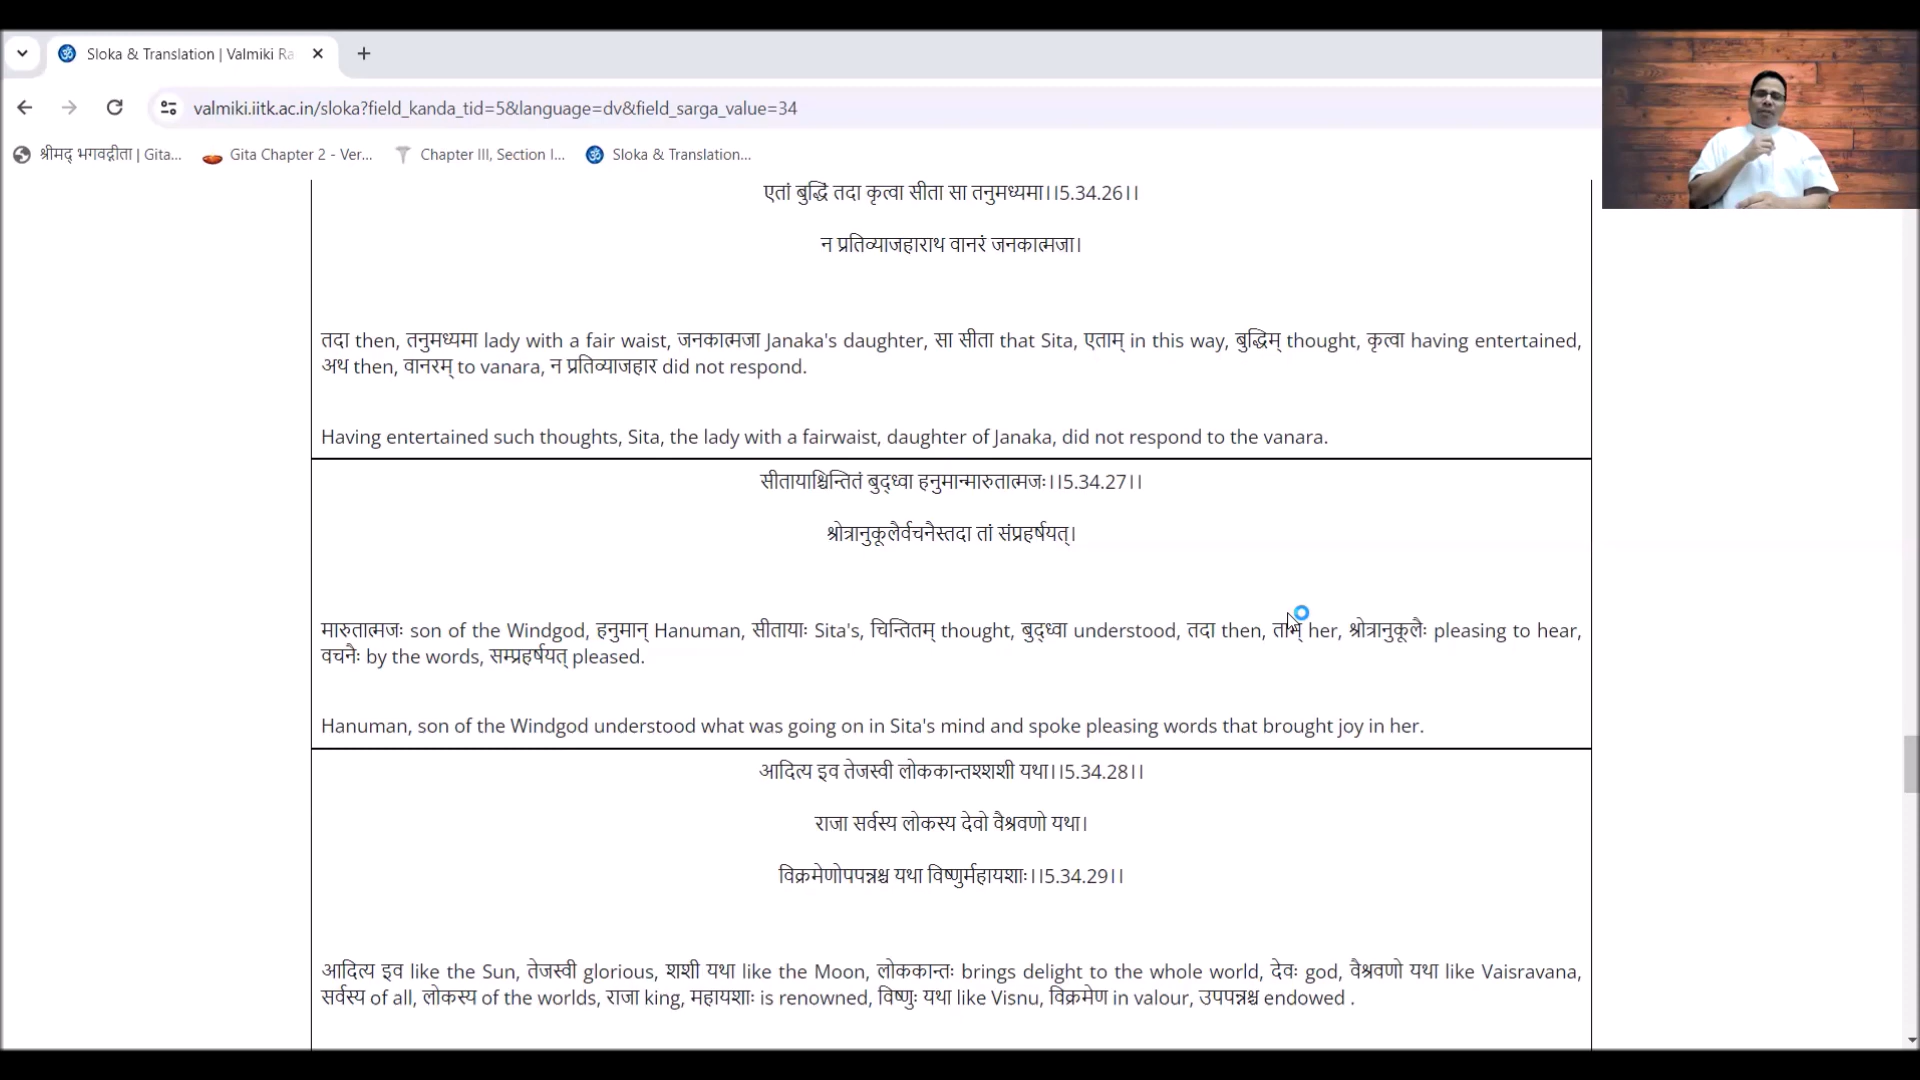 Sloka & Translation | Valmiki Ra
valmiki.iitk.ac.in/sloka?field_kanda_tid=5&language=dv&field_sarga_value=34
श्रीमद् भगवद्गीता | Gita...
Gita Chapter 2 - Ver...
Chapter III, Section I...
Sloka & Translation...
एतां बुद्धिं तदा कृत्वा सीता सा तनुमध्यमा।।5.34.26।।
न प्रतिव्याजहाराथ वानरं जनकात्मजा।
तदा then, तनुमध्यमा lady with a fair waist, जनकात्मजा Janaka's daughter, सा सीता that Sita, एताम् in this way, बुद्धिम् thought, कृत्वा having entertained,
अथ then, वानरम् to vanara, न प्रतिव्याजहार did not respond.
Having entertained such thoughts, Sita, the lady with a fairwaist, daughter of Janaka, did not respond to the vanara.
सीतायाश्चिन्तितं बुद्ध्वा हनुमान्मारुतात्मजः।।5.34.27।।
श्रोत्रानुकूलैर्वचनैस्तदा तां संप्रहर्षयत्।
मारुतात्मजः son of the Windgod, हनुमान् Hanuman, सीतायाः Sita's, चिन्तितम् thought, बुद्ध्वा understood, तदा then, ताम् her, श्रोत्रानुकूलैः pleasing to hear,
वचनैः by the words, सम्प्रहर्षयत् pleased.
Hanuman, son of the Windgod understood what was going on in Sita's mind and spoke pleasing words that brought joy in her.
आदित्य इव तेजस्वी लोककान्तश्शशी यथा।।5.34.28।।
राजा सर्वस्य लोकस्य देवो वैश्रवणो यथा।
विक्रमेणोपपन्नश्च यथा विष्णुर्महायशाः।।5.34.29।।
आदित्य इव like the Sun, तेजस्वी glorious, शशी यथा like the Moon, लोककान्तः brings delight to the whole world, देवः god, वैश्रवणो यथा like Vaisravana,
सर्वस्य of all, लोकस्य of the worlds, राजा king, महायशाः is renowned, विष्णुः यथा like Visnu, विक्रमेण in valour, उपपन्नश्च endowed .